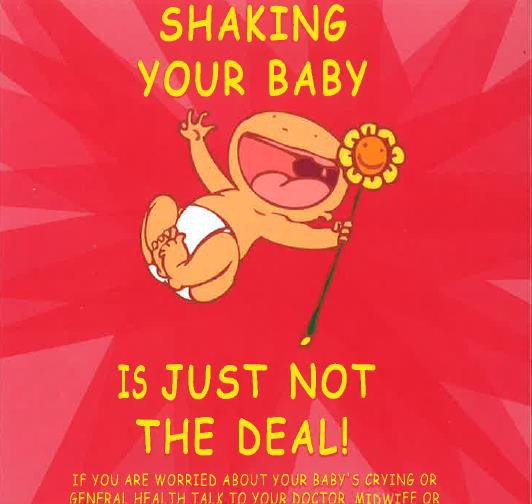 SHAKING
YOUR BABY
IS JUST NOT
THE DEAL!
IF YOU ARE WORRIED ABOUT YOUR BABY'S CRYING OR
GENERAL HEALTH TALK TO YOUR DOCTOR, MIDWIFE OR